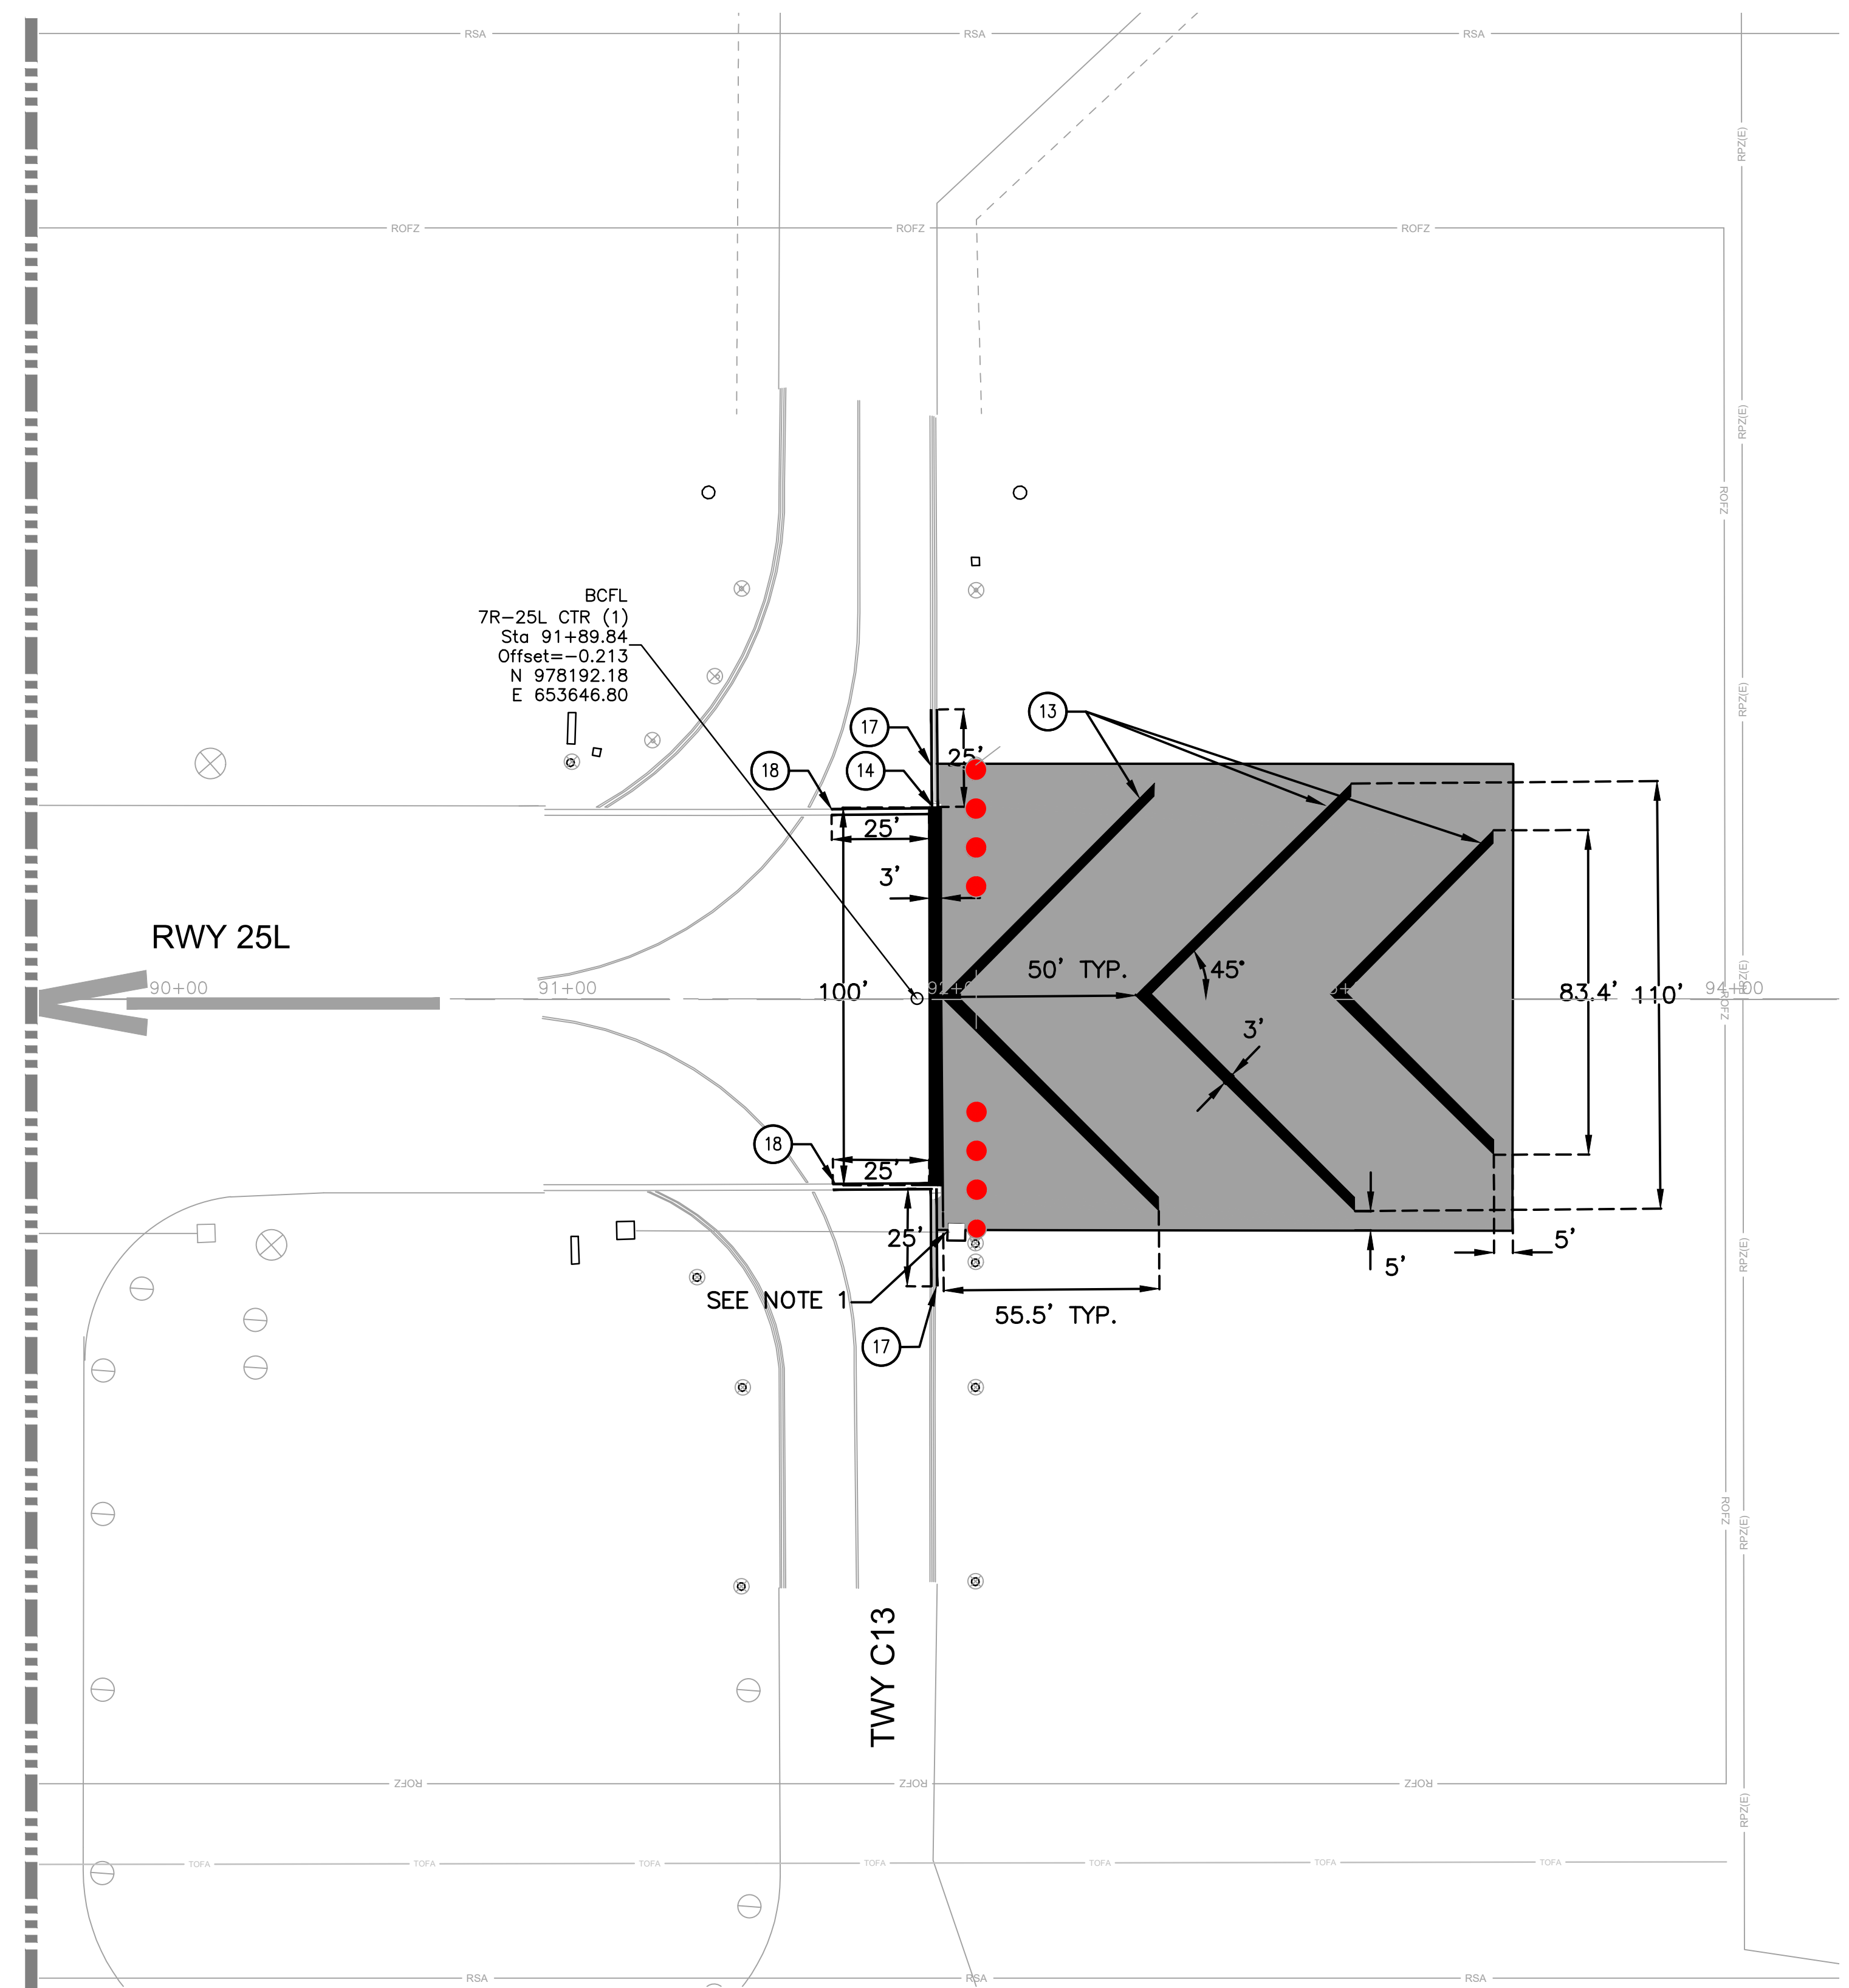 RSA
RSA
RSA
RPZ(E)
ROFZ
ROFZ
ROFZ
RPZ(E)
ROFZ
BCFL
7R-25L CTR (1)
Sta 91+89.84
Offset=-0.213
N 978192.18
E 653646.80
RPZ(E)
17
13
25'
18
14
25'
3'
RWY 25L
50' TYP.
45°
RPZ(E)
90+00
91+00
100'
83.4'
110'
94+00
ROFZ
3'
18
25'
25'
5'
5'
RPZ(E)
SEE NOTE 1
55.5' TYP.
17
ROFZ
RPZ(E)
TWY C13
ROFZ
ROFZ
ROFZ
RPZ(E)
TOFA
TOFA
TOFA
TOFA
TOFA
TOFA
TOFA
RSA
RSA
RSA